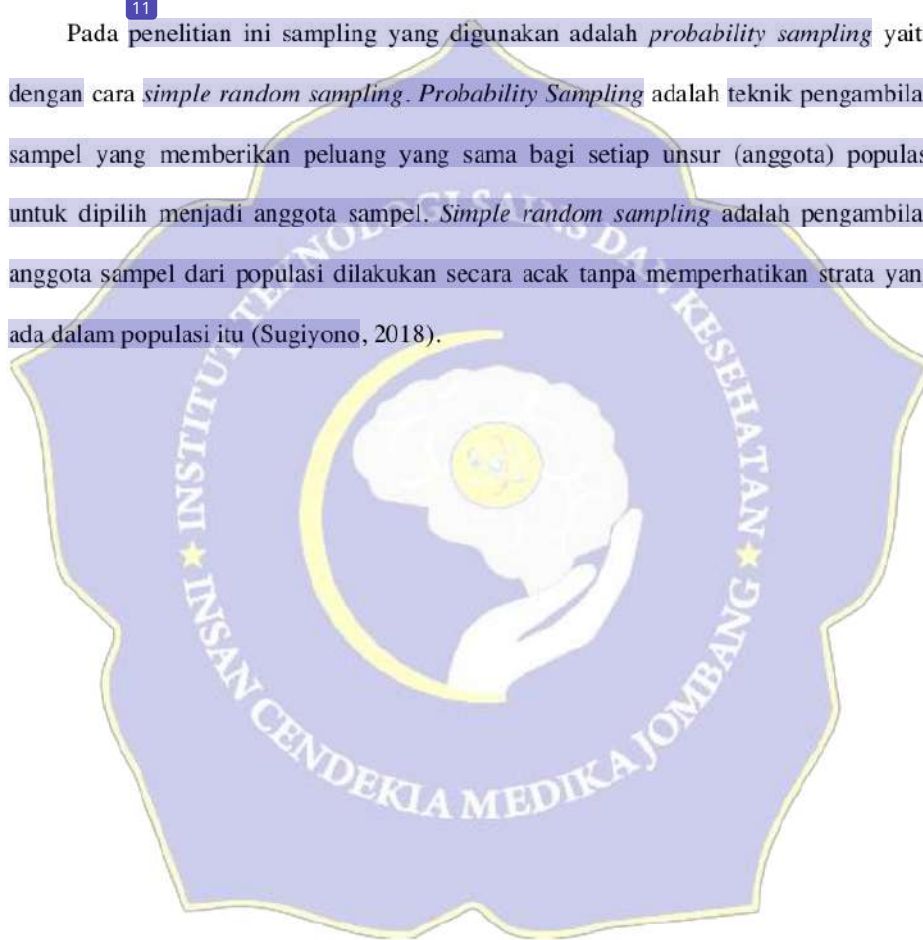 11
Pada penelitian ini sampling yang digunakan adalah probability sampling yait
dengan cara simple random sampling. Probability Sampling adalah teknik pengambila
sampel yang memberikan peluang yang sama bagi setiap unsur (anggota) populas
untuk dipilih menjadi anggota sampel. Simple random sampling adalah pengambila
anggota sampel dari populasi dilakukan secara acak tanpa memperhatikan strata yan
ada dalam populasi itu (Sugiyono, 2018).
INSTITUT TEKNOLOGI SAINS DAN KESEHATAN
INSAN CENDEKIA MEDIKA JOMBANG